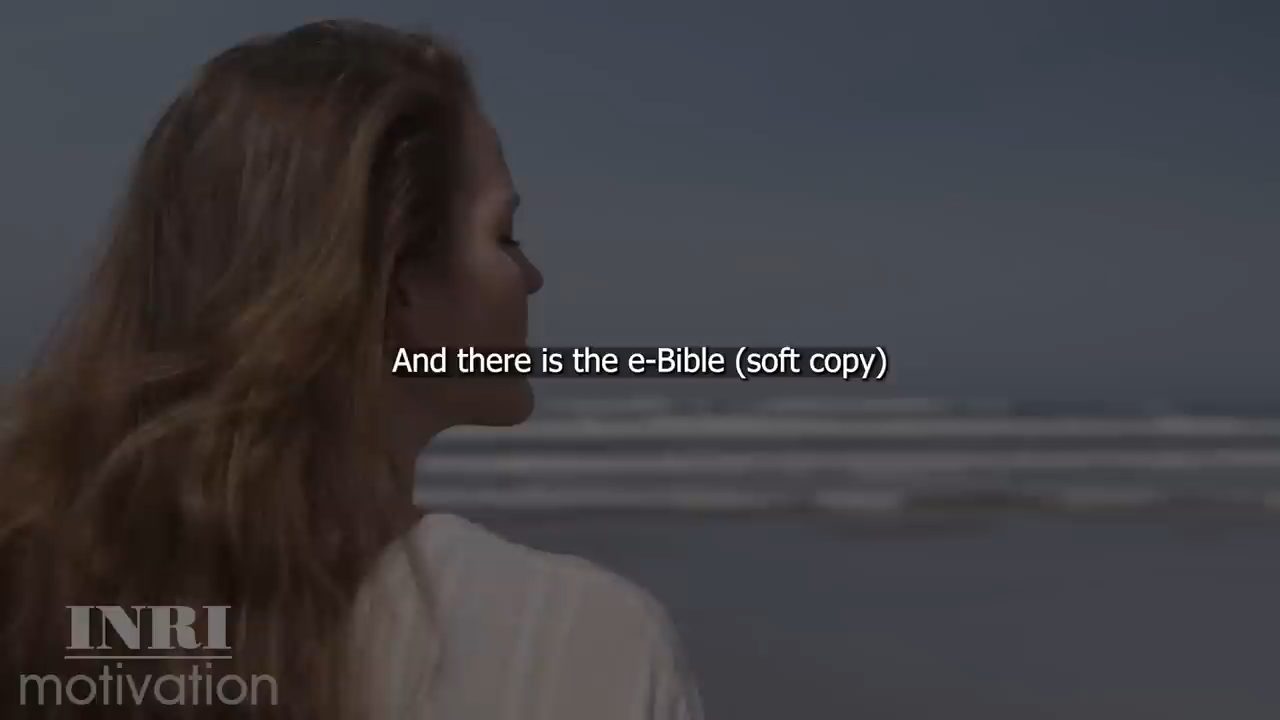 And there is the e-Bible (soft copy)
INRI
motivation